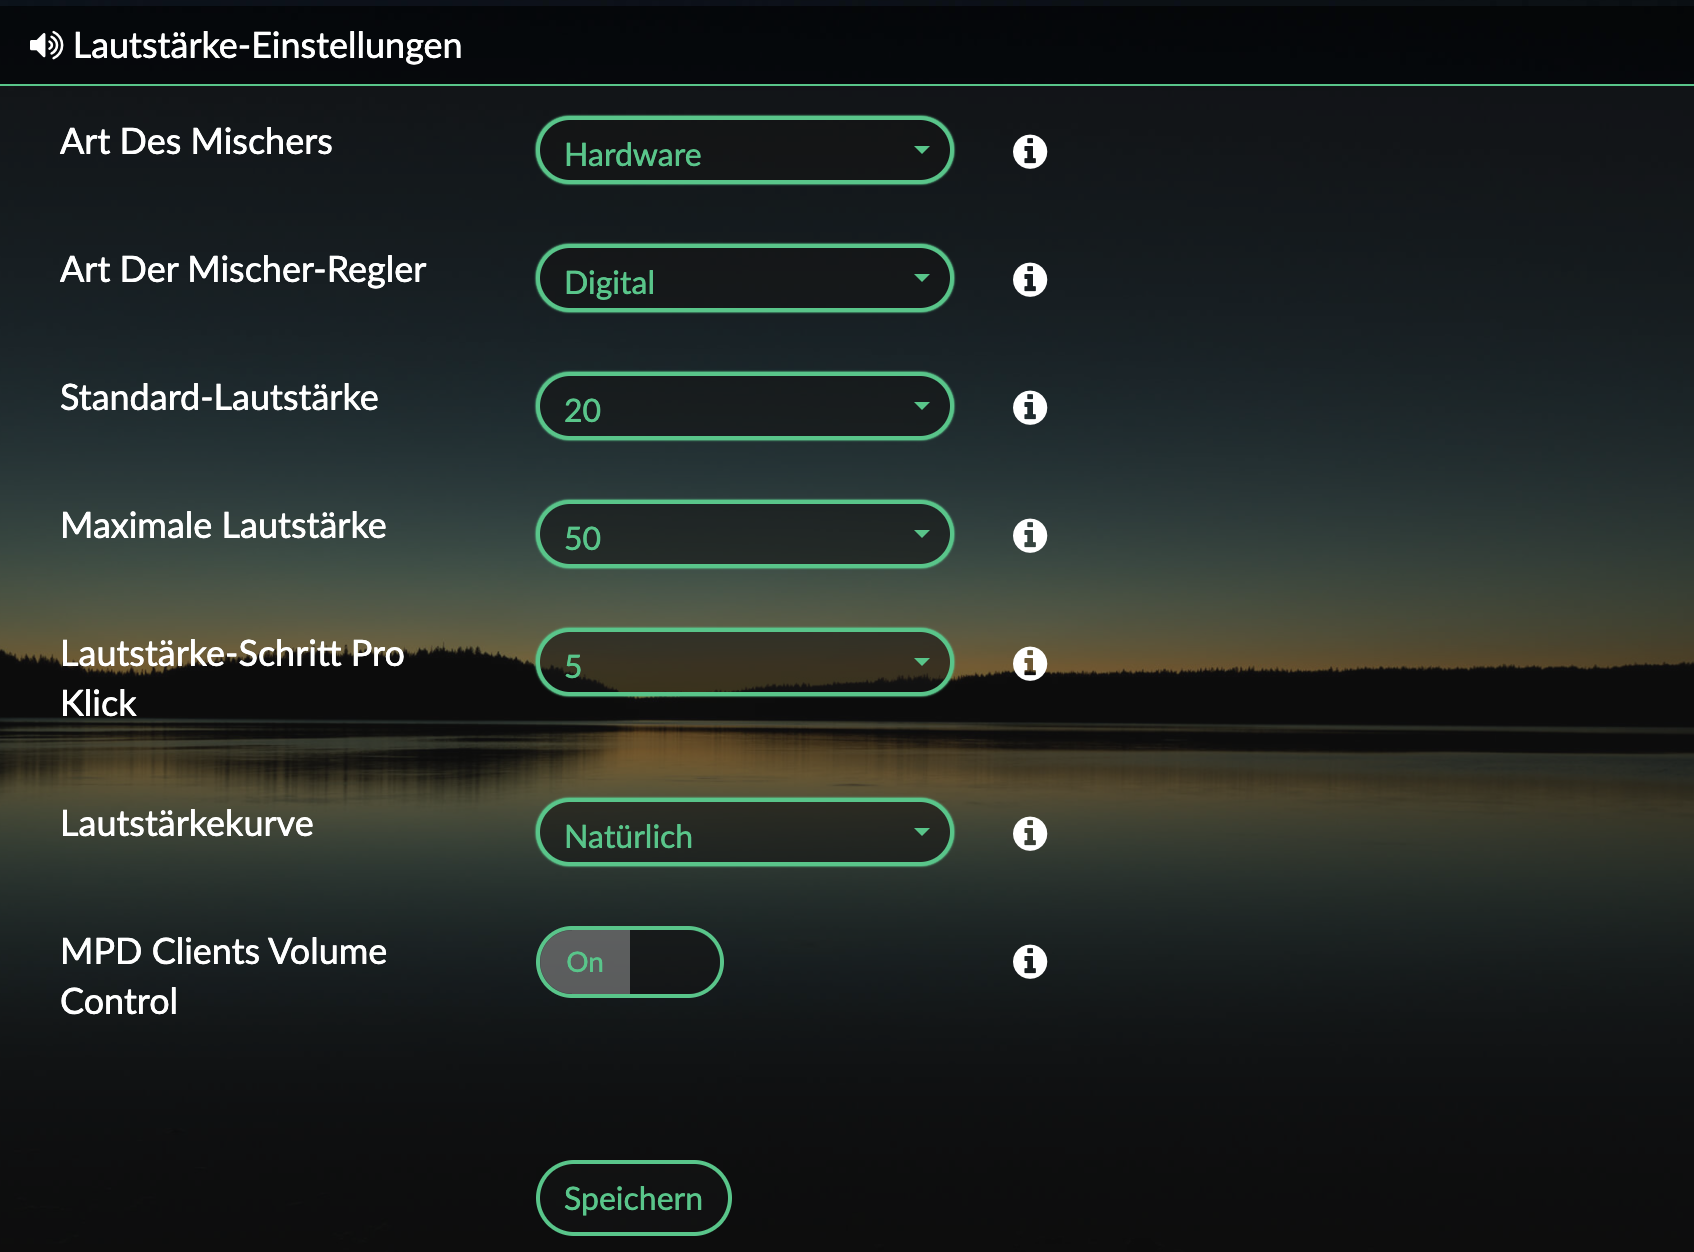 Lautstärke-Einstellungen
Art Des Mischers
Hardware
Art Der Mischer-Regler
Digital
Standard-Lautstärke
20
Maximale Lautstärke
50
Lautstärke-Schritt Pro
Klick
5
Lautstärkekurve
Natürlich
MPD Clients Volume
Control
On
Speichern